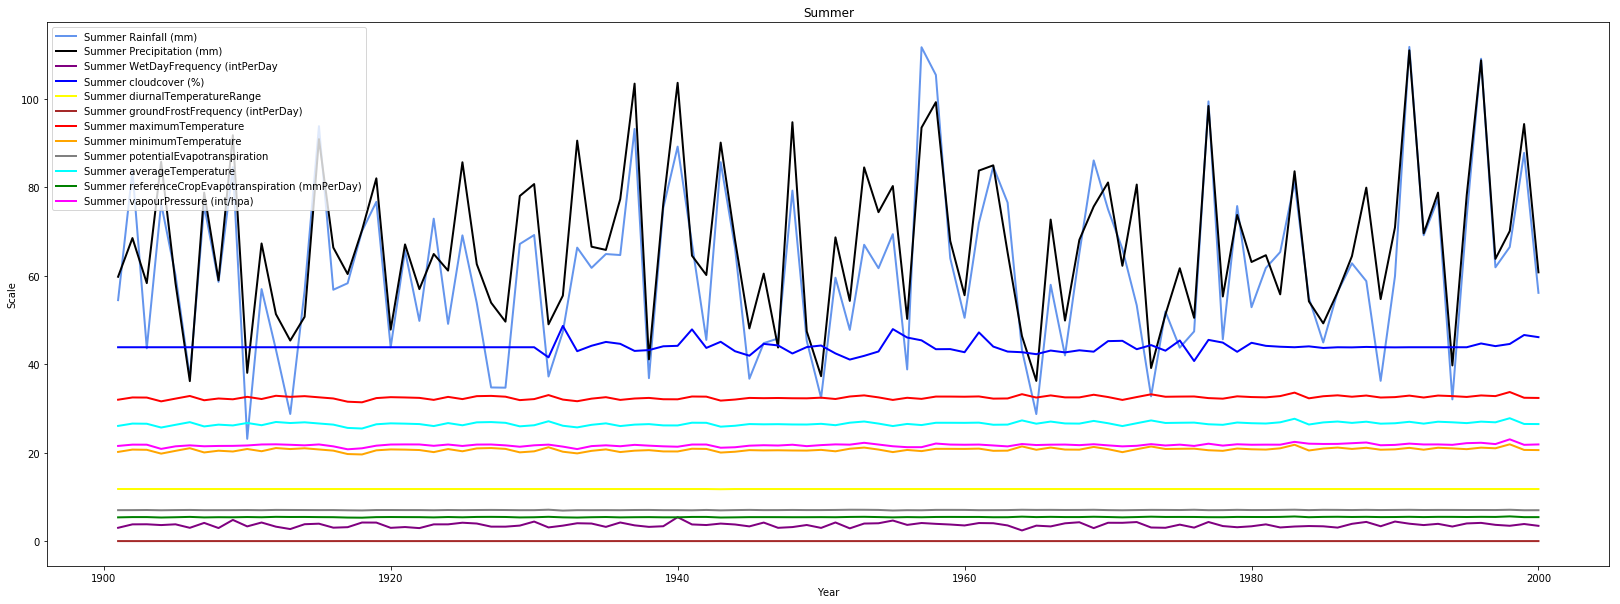 Summer
Summer Rainfall (mm)
Summer Precipitation (mm)
Summer WetDayFrequency (intPerDay
Summer cloudcover (%)
Summer diurnalTemperatureRange
Summer groundFrostFrequency (intPerDay)
Summer maximumTemperature
Summer minimumTemperature
Summer potentialEvapotranspiration
Summer averageTemperature
Summer referenceCropEvapotranspiration (mmPerDay)
Summer vapourPressure (int/hpa)
100
80
60
40
20
0
Scale
1900 1920 1940 1960 1980 2000
Year